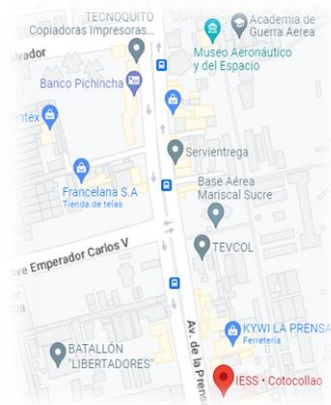 TECNOQUITO
Copiadoras Impresoras...
Academia de
Guerra Aerea
Museo Aeronáutico
y del Espacio
lvador
Banco Pichincha
ntex
Servientrega
Francelana S.A
Tienda de telas
Base Aérea
Mariscal Sucre
TEVCOL
Ave Emperador Carlos V
KYWI LA PRENSA
Ferretería
BATALLÓN
"LIBERTADORES"
Av. de la Prens
IESS • Cotocollao